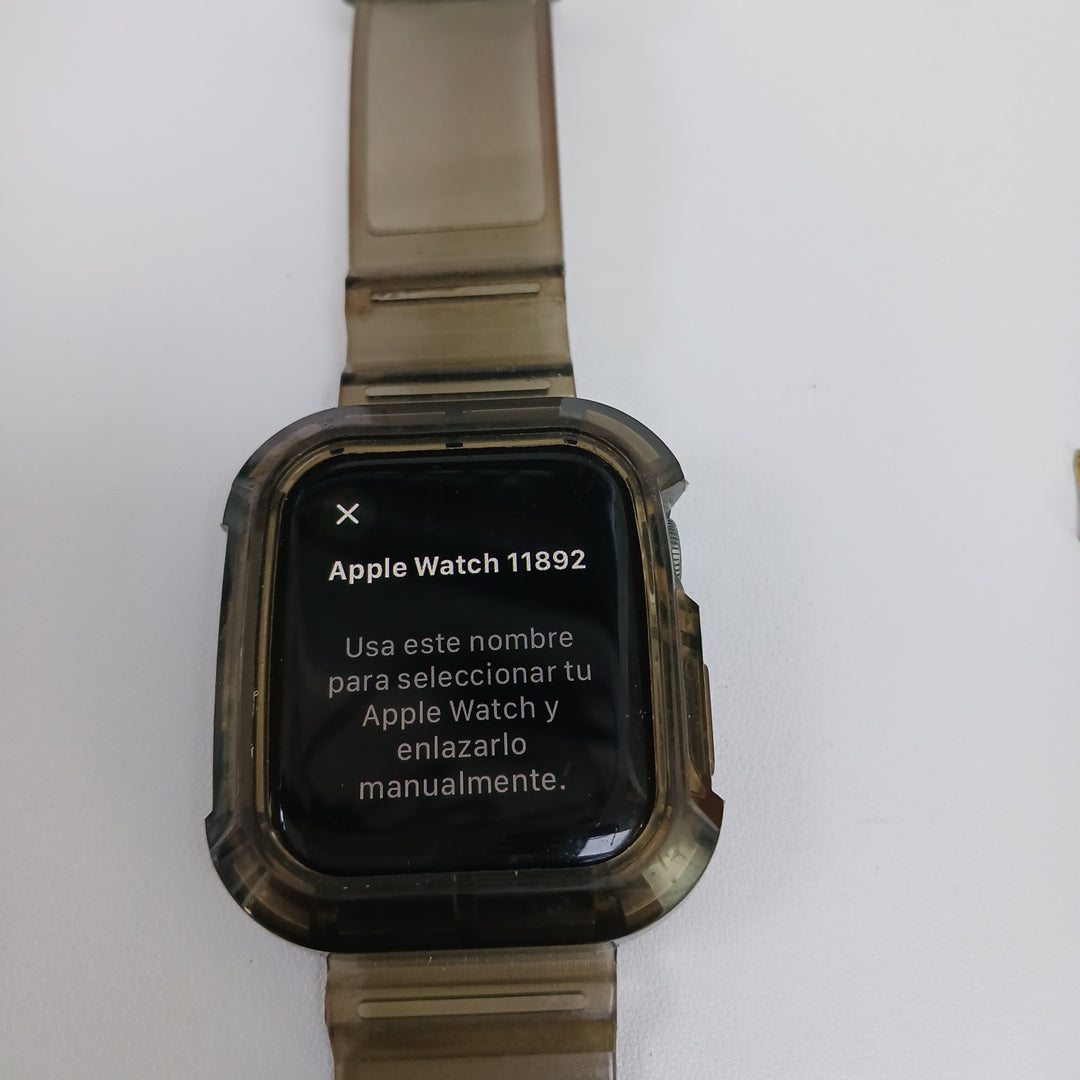 Apple Watch 11892
Usa este nombre
para seleccionar tu
Apple Watch y
enlazarlo
manualmente.